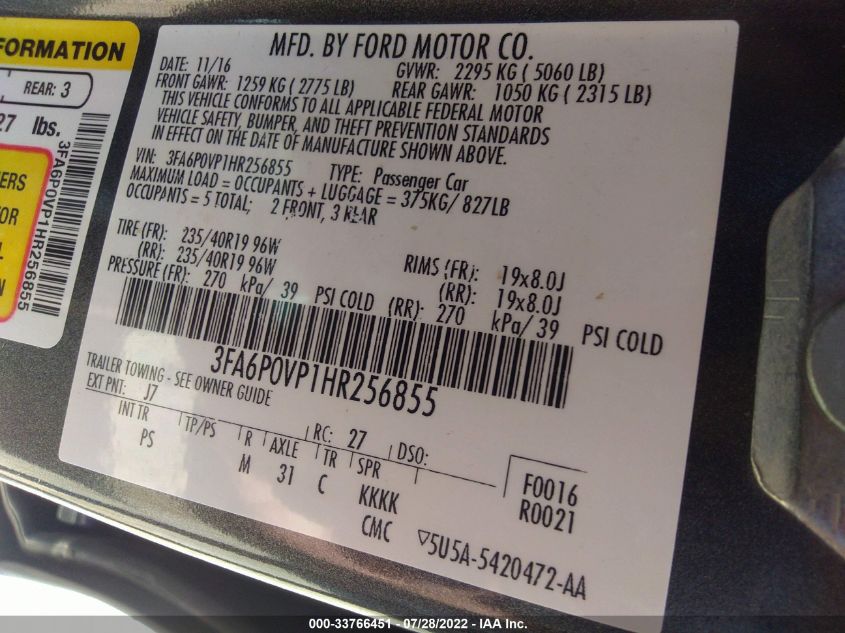 FORMATION
REAR: 3
27 lbs.
3FA6P0VP1HR256855
ERS
OR
L
N
MFD. BY FORD MOTOR CO.
DATE: 11/16 GVWR: 2295 KG ( 5060 LB)
FRONT GAWR: 1259 KG ( 2775 LB) REAR GAWR: 1050 KG ( 2315 LB)
THIS VEHICLE CONFORMS TO ALL APPLICABLE FEDERAL MOTOR
VEHICLE SAFETY, BUMPER, AND THEFT PREVENTION STANDARDS
IN EFFECT ON THE DATE OF MANUFACTURE SHOWN ABOVE.
VIN: 3FA6P0VP1HR256855 TYPE: Passenger Car
MAXIMUM LOAD = OCCUPANTS + LUGGAGE = 375KG/ 827LB
OCCUPANTS = 5 TOTAL; 2 FRONT, 3 REAR
TIRE (FR): 235/40R19 96W RIMS (FR): 19x8.0J
(RR): 235/40R19 96W (RR): 19x8.0J
PRESSURE (FR): 270 kPa/ 39 PSI COLD (RR): 270 kPa/ 39 PSI COLD
3FA6P0VP1HR256855
TRAILER TOWING - SEE OWNER GUIDE
EXT PNT: J7 RC: 27 DSO:
INT TR TP/PS R AXLE TR SPR
PS M 31 C KKKK
CMC
F0016
R0021
▽5U5A-5420472-AA
000-33766451 - 07/28/2022 - IAA Inc.